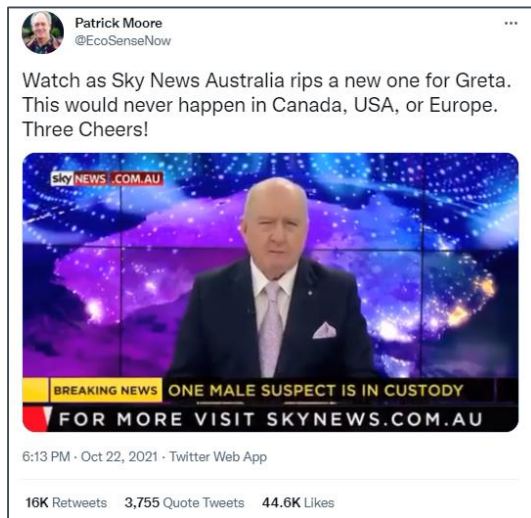 Patrick Moore
@EcoSenseNow
Watch as Sky News Australia rips a new one for Greta.
This would never happen in Canada, USA, or Europe.
Three Cheers!
sky NEWS .COM.AU
BREAKING NEWS ONE MALE SUSPECT IS IN CUSTODY
FOR MORE VISIT SKYNEWS.COM.AU
6:13 PM · Oct 22, 2021 · Twitter Web App
16K Retweets 3,755 Quote Tweets 44.6K Likes